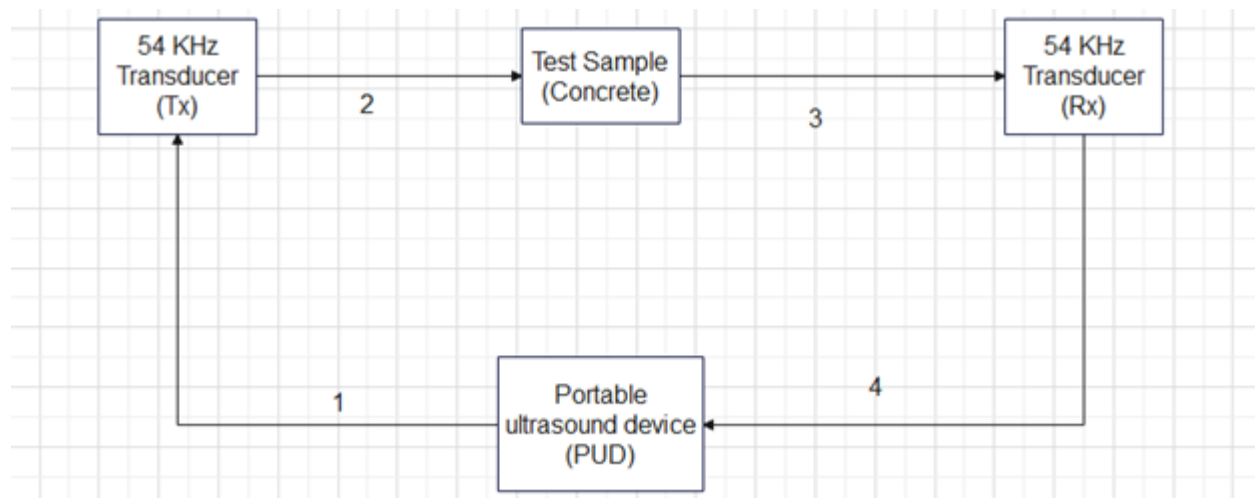 54 KHz
Transducer
(Tx)
2
Test Sample
(Concrete)
3
54 KHz
Transducer
(Rx)
1
Portable
ultrasound device
(PUD)
4